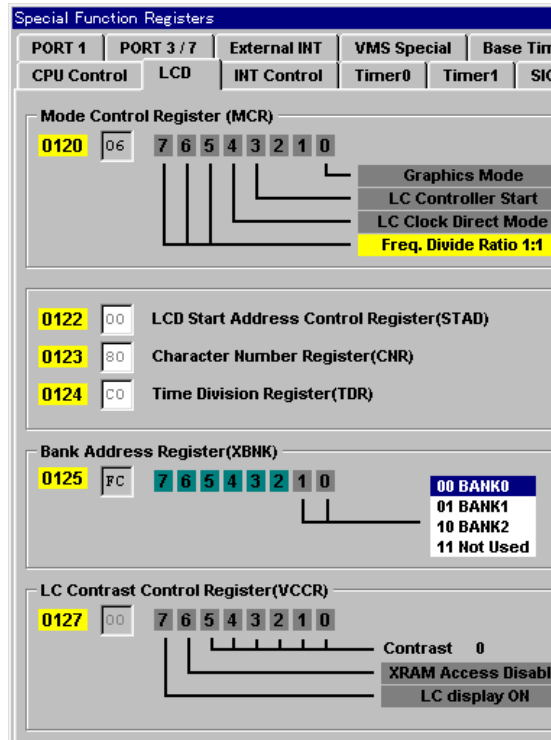 Special Function Registers
PORT 1 PORT 3 / 7 External INT VMS Special Base Tim
CPU Control LCD INT Control Timer0 Timer1 SIO
Mode Control Register (MCR)
0120 06 7 6 5 4 3 2 1 0
Graphics Mode
LC Controller Start
LC Clock Direct Mode
Freq. Divide Ratio 1:1
0122 00 LCD Start Address Control Register(STAD)
0123 80 Character Number Register(CNR)
0124 C0 Time Division Register(TDR)
Bank Address Register(XBNK)
0125 FC 7 6 5 4 3 2 1 0
00 BANK0
01 BANK1
10 BANK2
11 Not Used
LC Contrast Control Register(VCCR)
0127 00 7 6 5 4 3 2 1 0
Contrast 0
XRAM Access Disabl
LC display ON